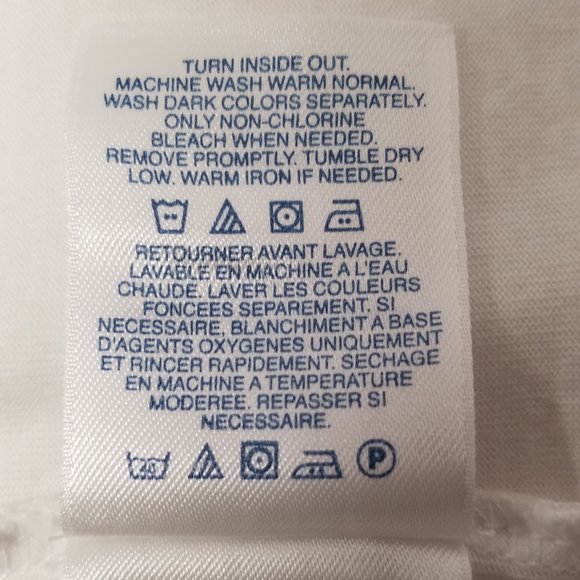 TURN INSIDE OUT.
MACHINE WASH WARM NORMAL.
WASH DARK COLORS SEPARATELY.
ONLY NON-CHLORINE
BLEACH WHEN NEEDED.
REMOVE PROMPTLY. TUMBLE DRY
LOW. WARM IRON IF NEEDED.
RETOURNER AVANT LAVAGE.
LAVABLE EN MACHINE A L'EAU
CHAUDE. LAVER LES COULEURS
FONCEES SEPAREMENT. SI
NECESSAIRE. BLANCHIMENT A BASE
D'AGENTS OXYGENES UNIQUEMENT
ET RINCER RAPIDEMENT. SECHAGE
EN MACHINE A TEMPERATURE
MODEREE. REPASSER SI
NECESSAIRE.
40 P